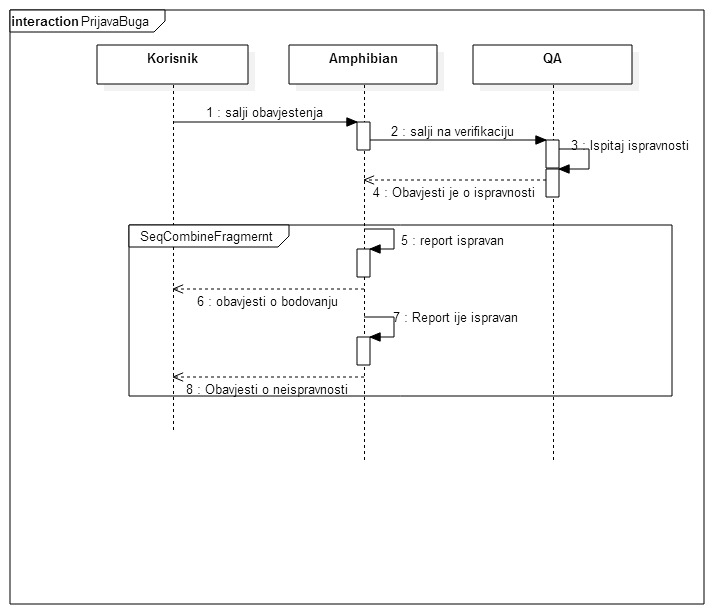 interaction PrijavaBuga
Korisnik
Amphibian
QA
1 : salji obavjestenja
2 : salji na verifikaciju
3 : Ispitaj ispravnosti
4 : Obavjesti je o ispravnosti
SeqCombineFragmernt
5 : report ispravan
6 : obavjesti o bodovanju
7 : Report ije ispravan
8 : Obavjesti o neispravnosti